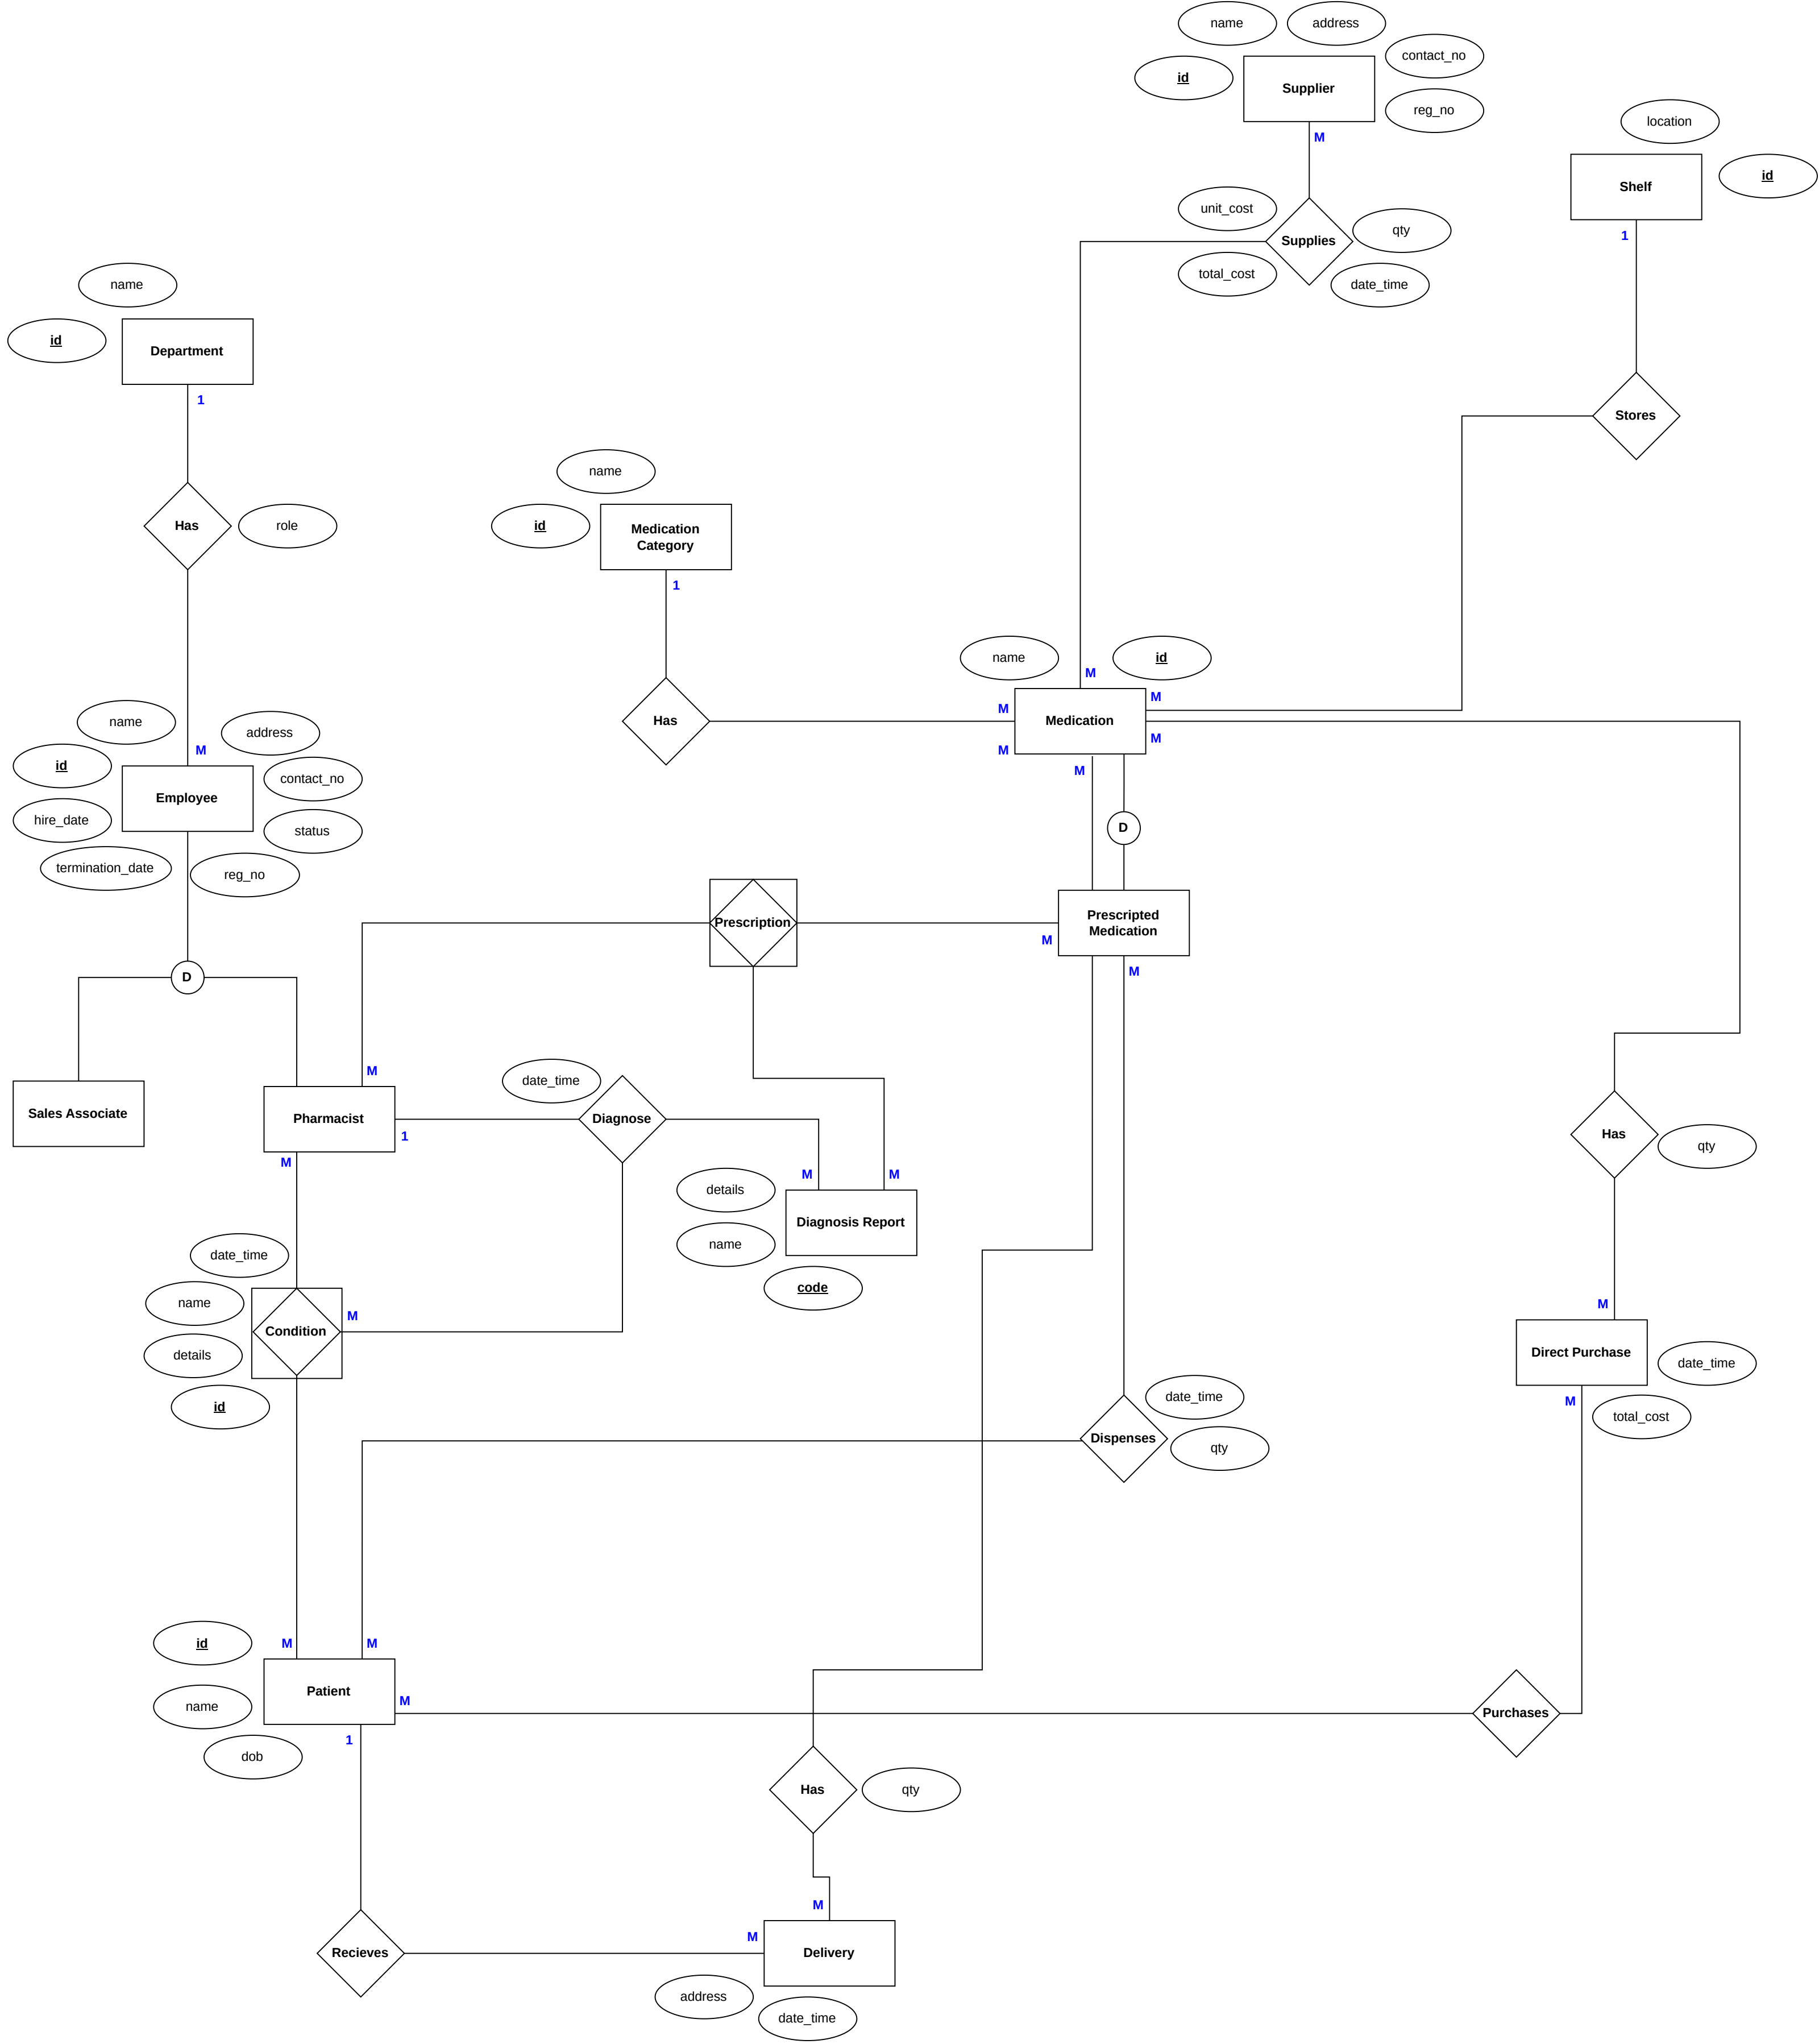 name
address
contact_no
id
Supplier
reg_no
M
location
id
Shelf
1
unit_cost
qty
Supplies
total_cost
date_time
name
id
Department
1
Stores
name
Has
role
id
Medication
Category
1
name
id
M
M
M
name
address
Has
Medication
M
M
M
id
contact_no
M
Employee
hire_date
status
D
termination_date
reg_no
Prescription
Prescripted
Medication
M
M
D
M
date_time
Sales Associate
Pharmacist
Diagnose
Has
1
qty
M
M
M
details
Diagnosis Report
date_time
name
name
M
code
M
Condition
details
Direct Purchase
date_time
id
date_time
M
total_cost
Dispenses
qty
id
M
M
Patient
name
M
Purchases
1
dob
Has
qty
M
M
Recieves
Delivery
address
date_time